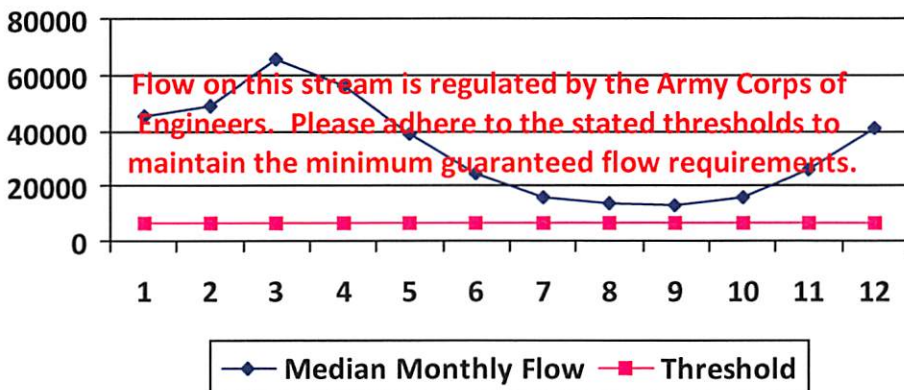 80000
60000
40000
20000
0
Flow on this stream is regulated by the Army Corps of
Engineers. Please adhere to the stated thresholds to
maintain the minimum guaranteed flow requirements.
1 2 3 4 5 6 7 8 9 10 11 12
Median Monthly Flow Threshold